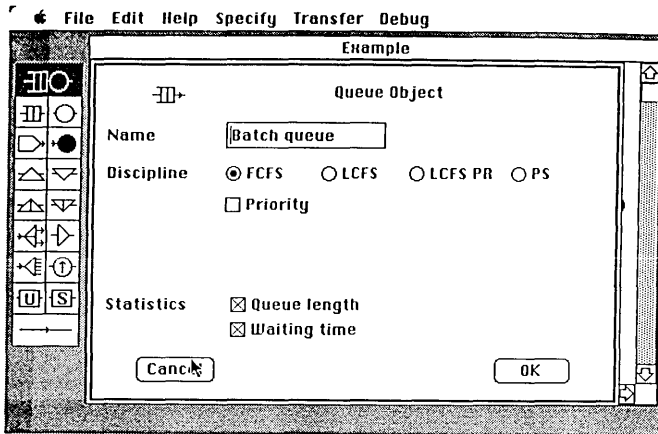 File Edit Help Specify Transfer Debug
Example
Queue Object
Name Batch queue
Discipline FCFS LCFS LCFS PR PS
Priority
U S
Statistics Queue length
Waiting time
Cancel OK